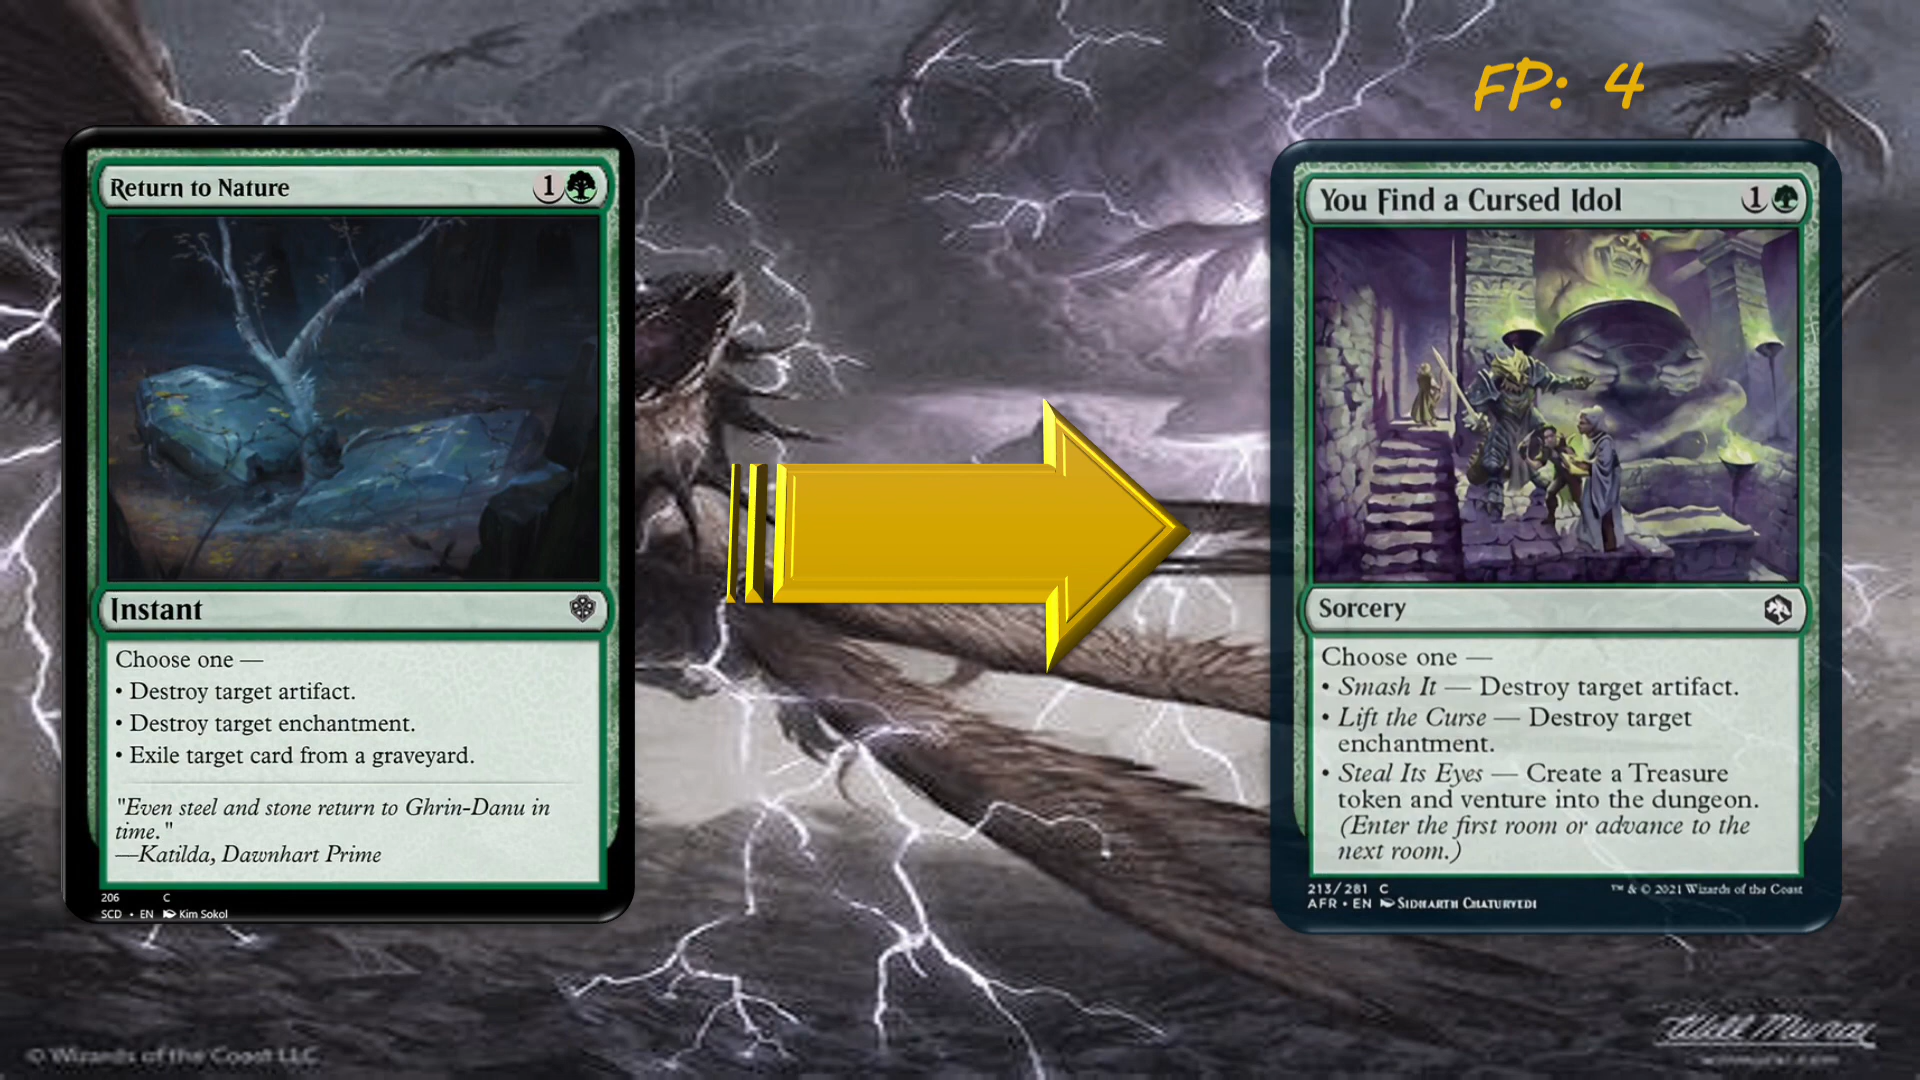 FP: 4
Return to Nature 1
Instant
Choose one —
• Destroy target artifact.
• Destroy target enchantment.
• Exile target card from a graveyard.
"Even steel and stone return to Ghrin-Danu in
time."
—Katilda, Dawnhart Prime
206 C
SCD • EN Kim Sokol
You Find a Cursed Idol 1
Sorcery
Choose one —
• Smash It — Destroy target artifact.
• Lift the Curse — Destroy target
enchantment.
• Steal Its Eyes — Create a Treasure
token and venture into the dungeon.
(Enter the first room or advance to the
next room.)
213/281 C ™ & © 2021 Wizards of the Coast
AFR • EN Sidharth Chaturvedi
© Wizards of the Coast LLC
Will Murai